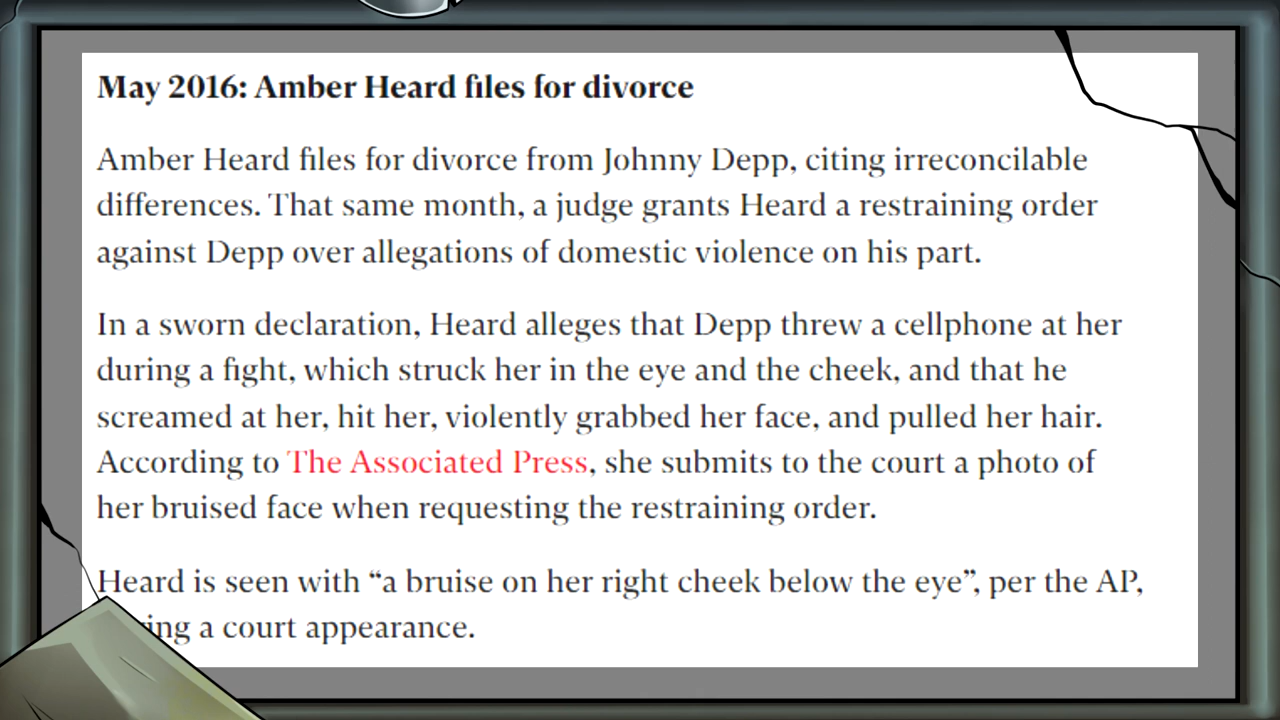 May 2016: Amber Heard files for divorce
Amber Heard files for divorce from Johnny Depp, citing irreconcilable
differences. That same month, a judge grants Heard a restraining order
against Depp over allegations of domestic violence on his part.
In a sworn declaration, Heard alleges that Depp threw a cellphone at her
during a fight, which struck her in the eye and the cheek, and that he
screamed at her, hit her, violently grabbed her face, and pulled her hair.
According to The Associated Press, she submits to the court a photo of
her bruised face when requesting the restraining order.
Heard is seen with “a bruise on her right cheek below the eye”, per the AP,
a court appearance.